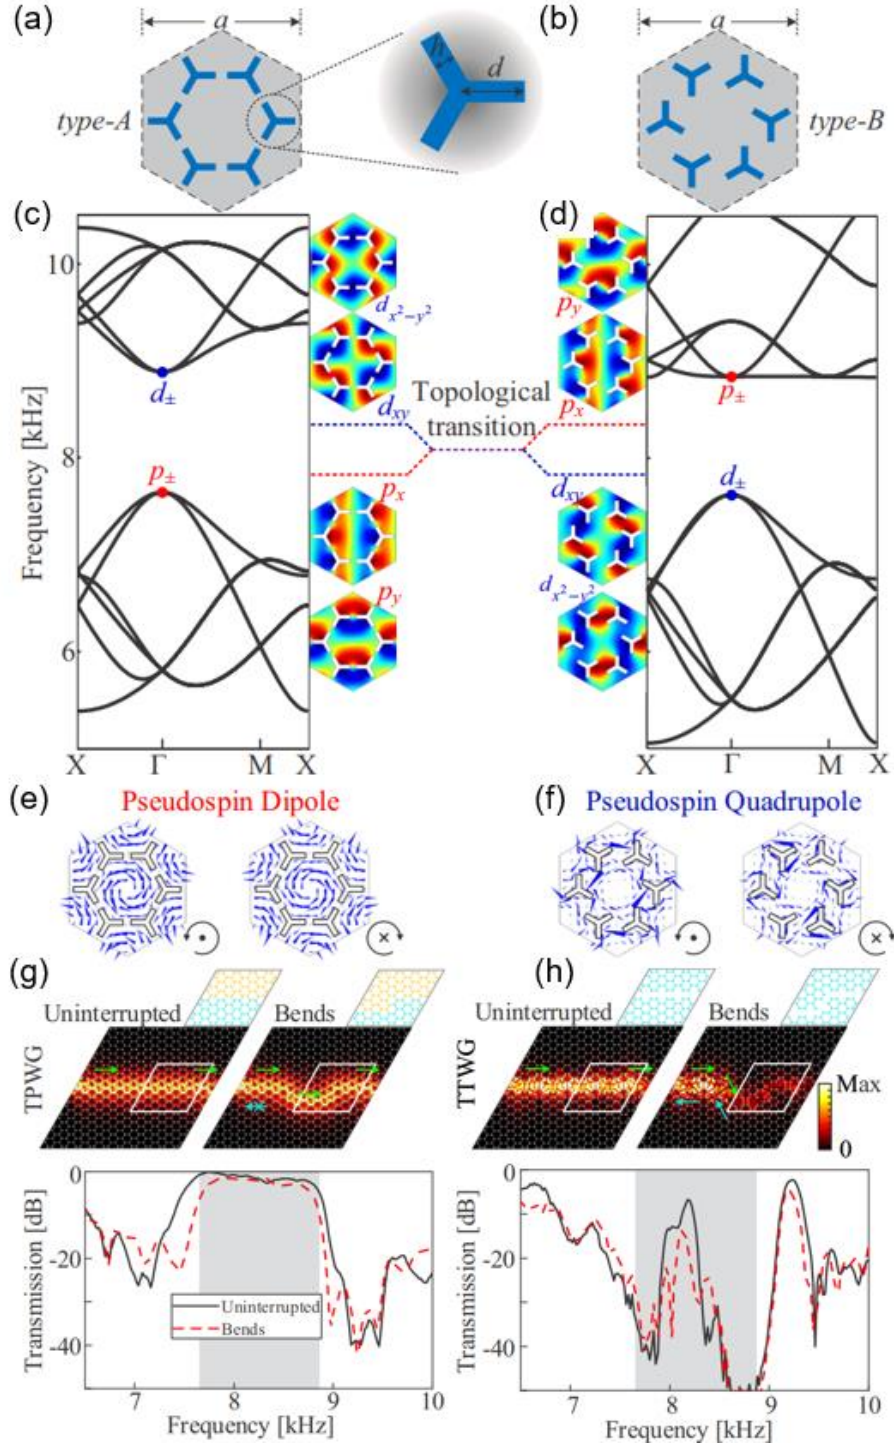 (a)
a
h
d
type-A
(b)
a
type-B
(c)
10
8
6
Frequency [kHz]
d±
p±
X Γ M X
d_{x²−y²}
d_{xy}
p_x
p_y
Topological
transition
(d)
p_y
p_x
d_{xy}
d_{x²−y²}
p±
d±
X Γ M X
(e) Pseudospin Dipole
(f) Pseudospin Quadrupole
(g)
Uninterrupted
Bends
TPWG
(h)
Uninterrupted
Bends
TTWG
Max
0
Transmission [dB]
0
-20
-40
Uninterrupted
Bends
7 8 9 10
Frequency [kHz]
Transmission [dB]
0
-20
-40
7 8 9 10
Frequency [kHz]